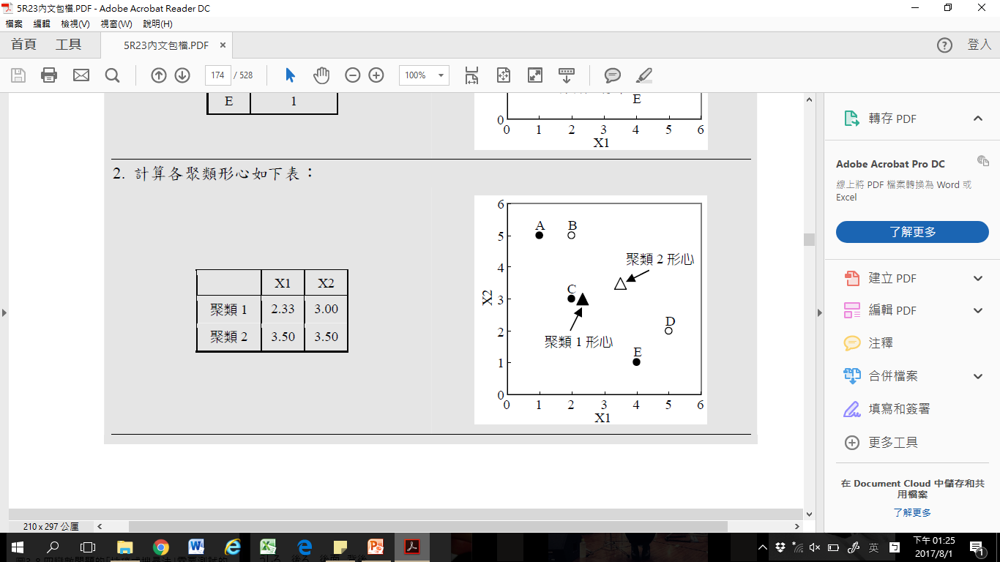 5R23內文包檔.PDF - Adobe Acrobat Reader DC
檔案 編輯 檢視(V) 視窗(W) 說明(H)
首頁 工具 5R23內文包檔.PDF × 登入
174 / 528 100%
E 1
E
0
0 1 2 3 4 5 6
X1
2. 計算各聚類形心如下表：
X1 X2
聚類 1 2.33 3.00
聚類 2 3.50 3.50
6
A B
5
聚類 2 形心
4
C
X2 3
D
2
聚類 1 形心
E
1
0
0 1 2 3 4 5 6
X1
210 x 297 公厘
轉存 PDF
Adobe Acrobat Pro DC
線上將 PDF 檔案轉換為 Word 或
Excel
了解更多
建立 PDF
編輯 PDF
注釋
合併檔案
填寫和簽署
更多工具
在 Document Cloud 中儲存和共
用檔案
了解更多
英
下午 01:25
2017/8/1
1